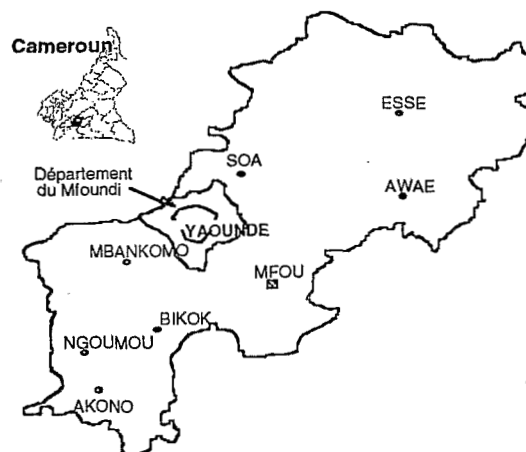 Cameroun
ESSE
SOA
Département
du Mfoundi
AWAE
YAOUNDE
MBANKOMO
MFOU
BIKOK
NGOUMOU
AKONO